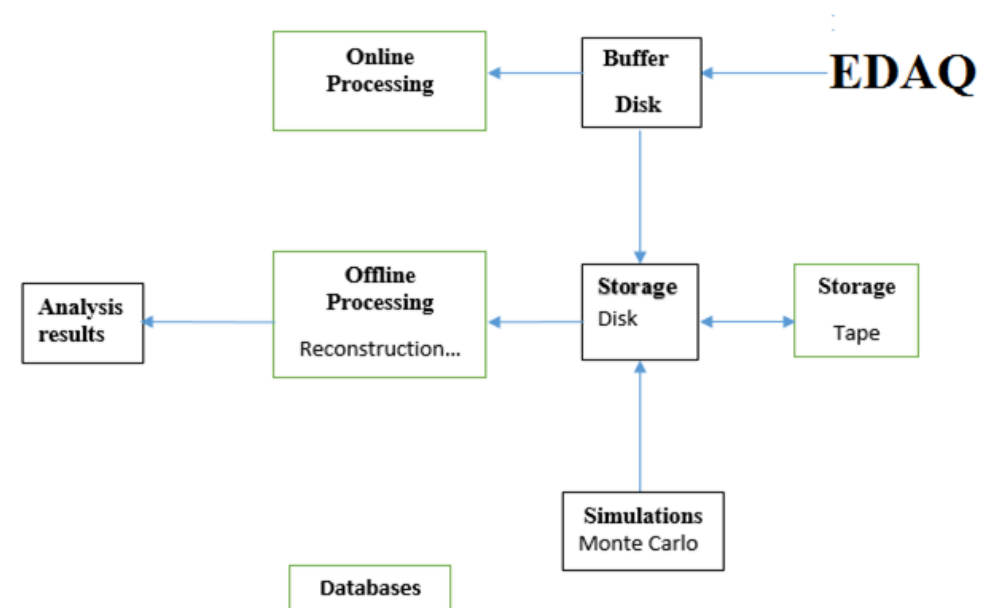 Online
Processing
Buffer
Disk
EDAQ
Analysis
results
Offline
Processing
Reconstruction...
Storage
Disk
Storage
Tape
Simulations
Monte Carlo
Databases